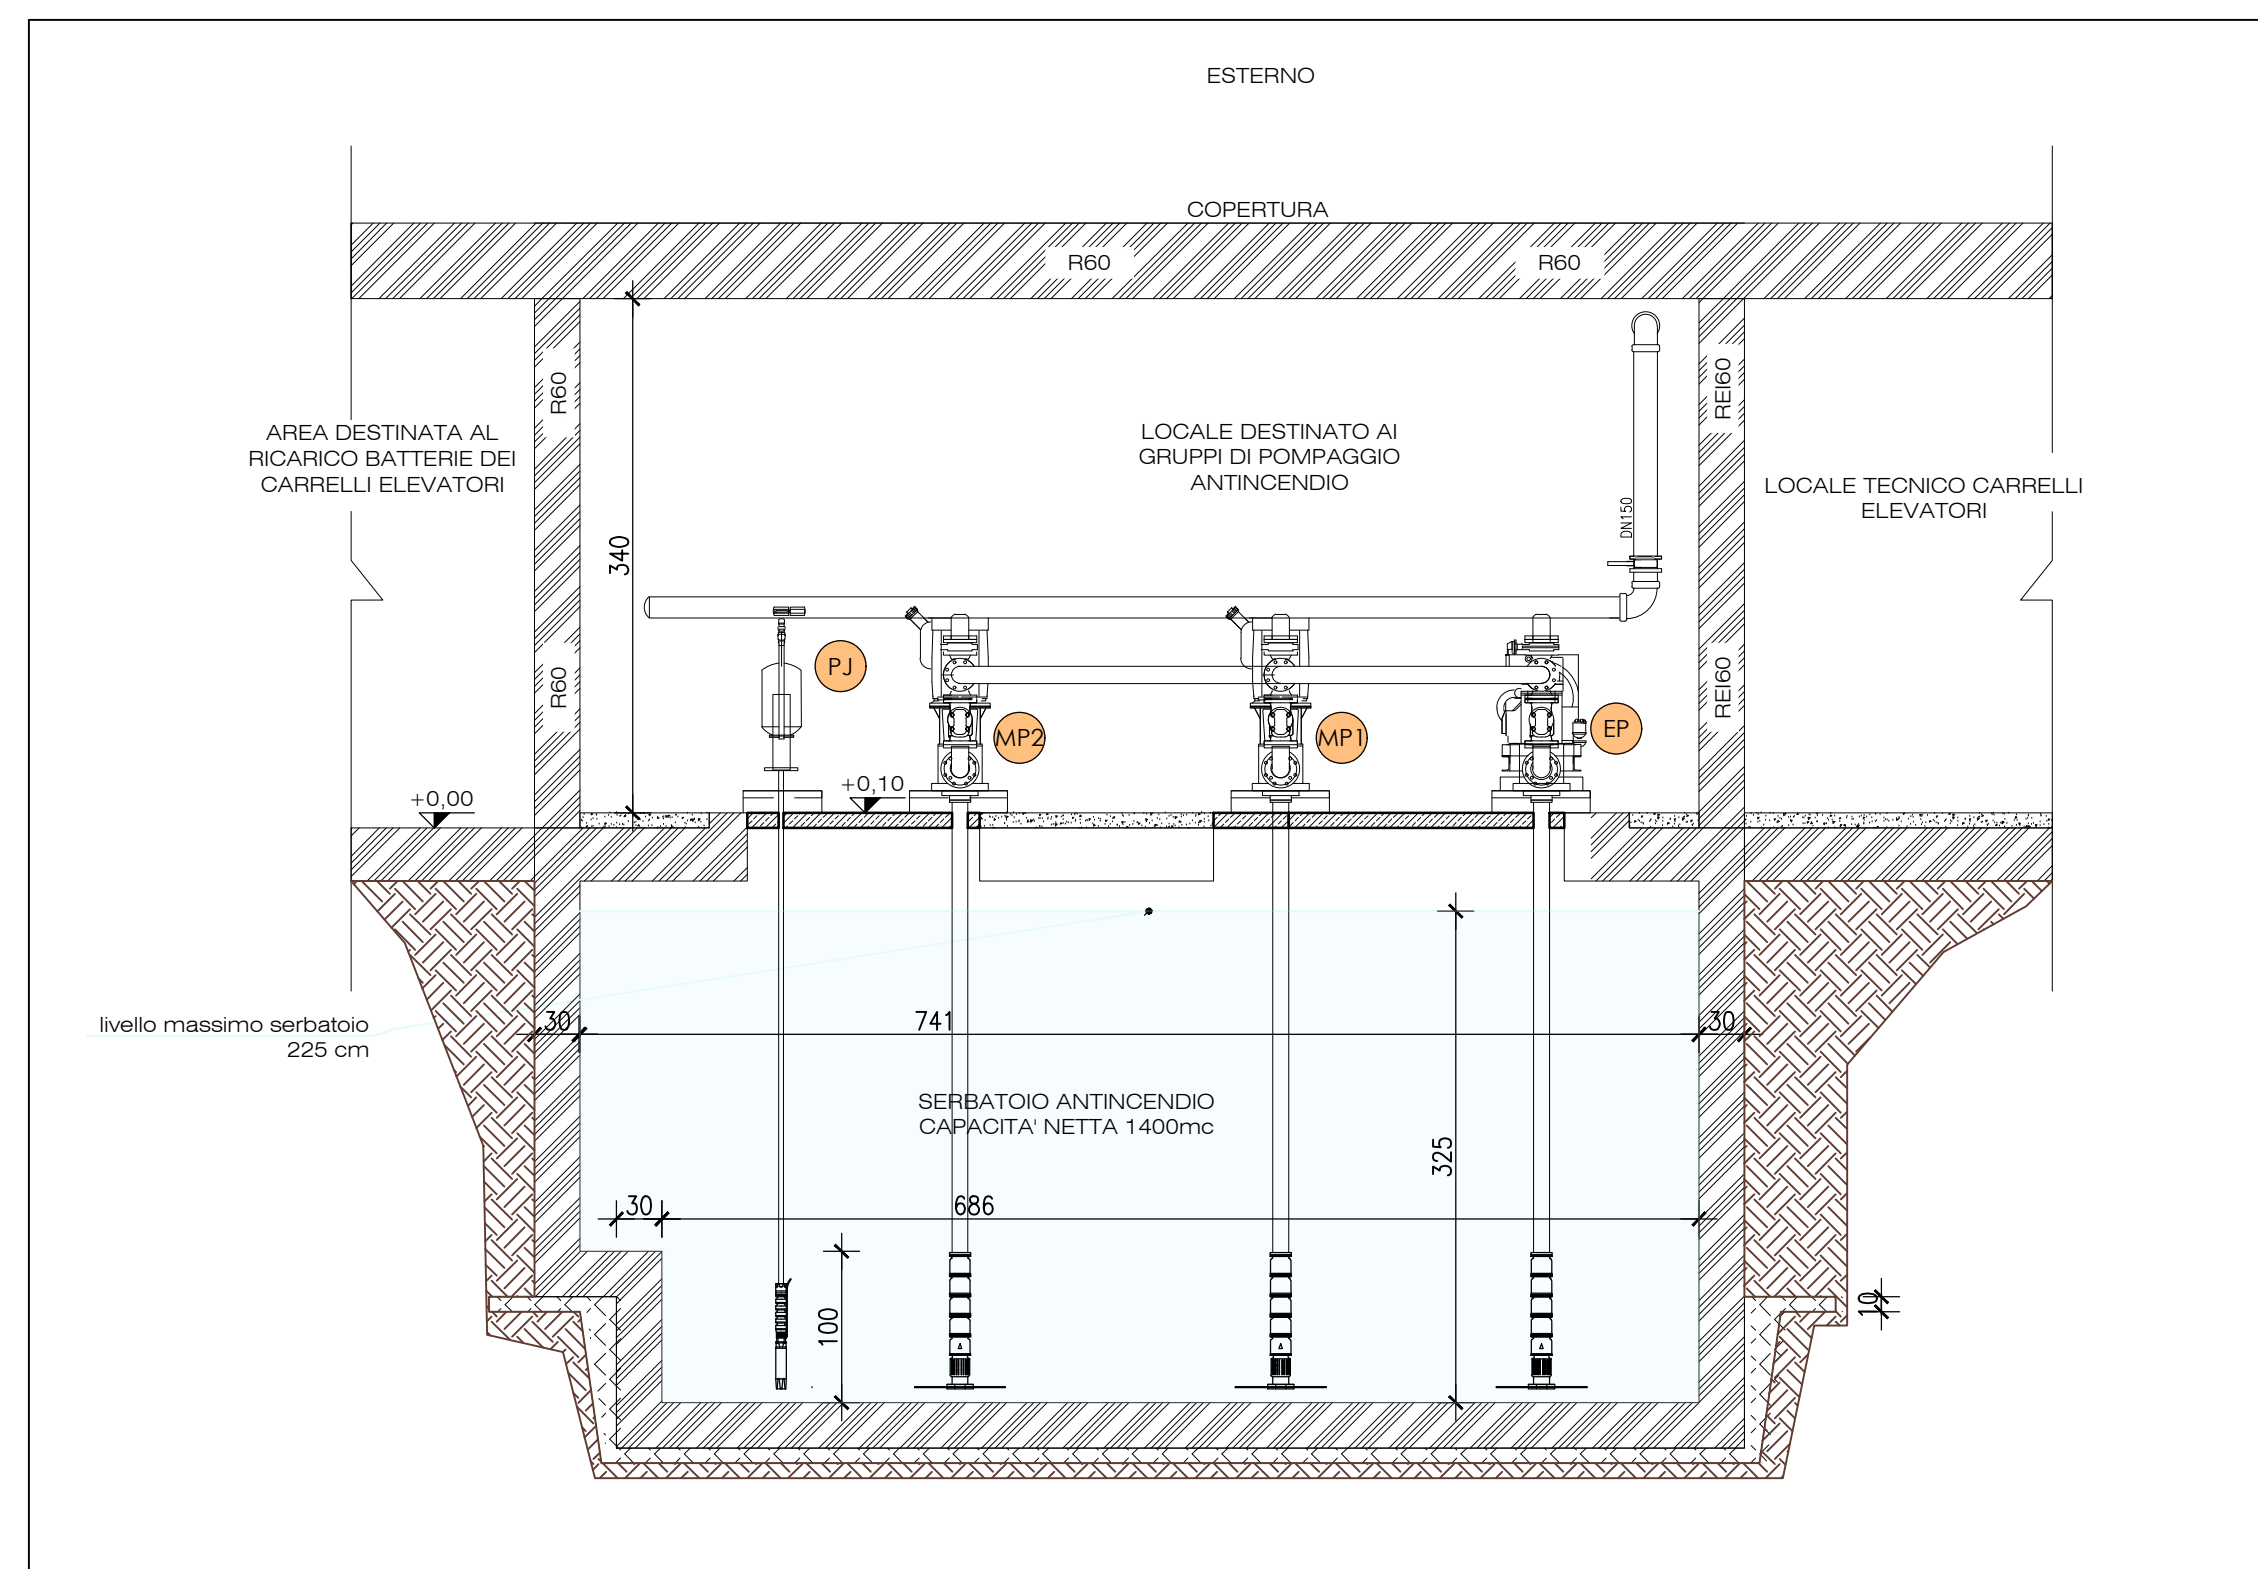 ESTERNO
COPERTURA
R60
R60
R60
REI60
AREA DESTINATA AL
RICARICO BATTERIE DEI
CARRELLI ELEVATORI
LOCALE DESTINATO AI
GRUPPI DI POMPAGGIO
ANTINCENDIO
LOCALE TECNICO CARRELLI
ELEVATORI
DN150
340
R60
REI60
PJ
MP2
MP1
EP
+0,00
+0,10
livello massimo serbatoio
225 cm
30
741
30
SERBATOIO ANTINCENDIO
CAPACITA' NETTA 1400mc
325
30
686
100
10